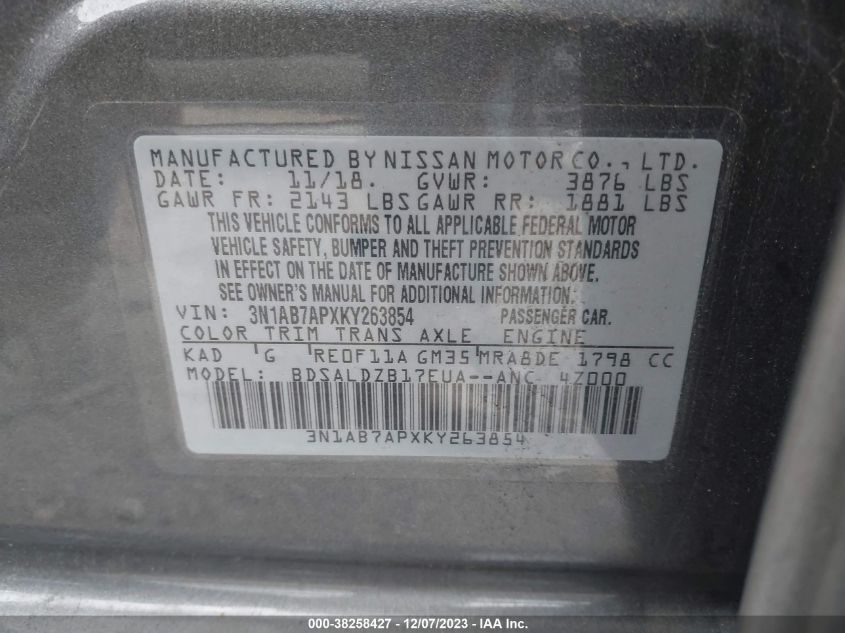 MANUFACTURED BY NISSAN MOTOR CO., LTD.
DATE: 11/18. GVWR: 3876 LBS
GAWR FR: 2143 LBS GAWR RR: 1881 LBS
THIS VEHICLE CONFORMS TO ALL APPLICABLE FEDERAL MOTOR
VEHICLE SAFETY, BUMPER AND THEFT PREVENTION STANDARDS
IN EFFECT ON THE DATE OF MANUFACTURE SHOWN ABOVE.
SEE OWNER'S MANUAL FOR ADDITIONAL INFORMATION.
VIN: 3N1AB7APXKY263854 PASSENGER CAR.
COLOR TRIM TRANS AXLE ENGINE
KAD G RE0F11A GM35 MRA8DE 1798 CC
MODEL: BDSALDZB17EUA--ANC 4Z000
3N1AB7APXKY263854
000-38258427 - 12/07/2023 - IAAI.COM